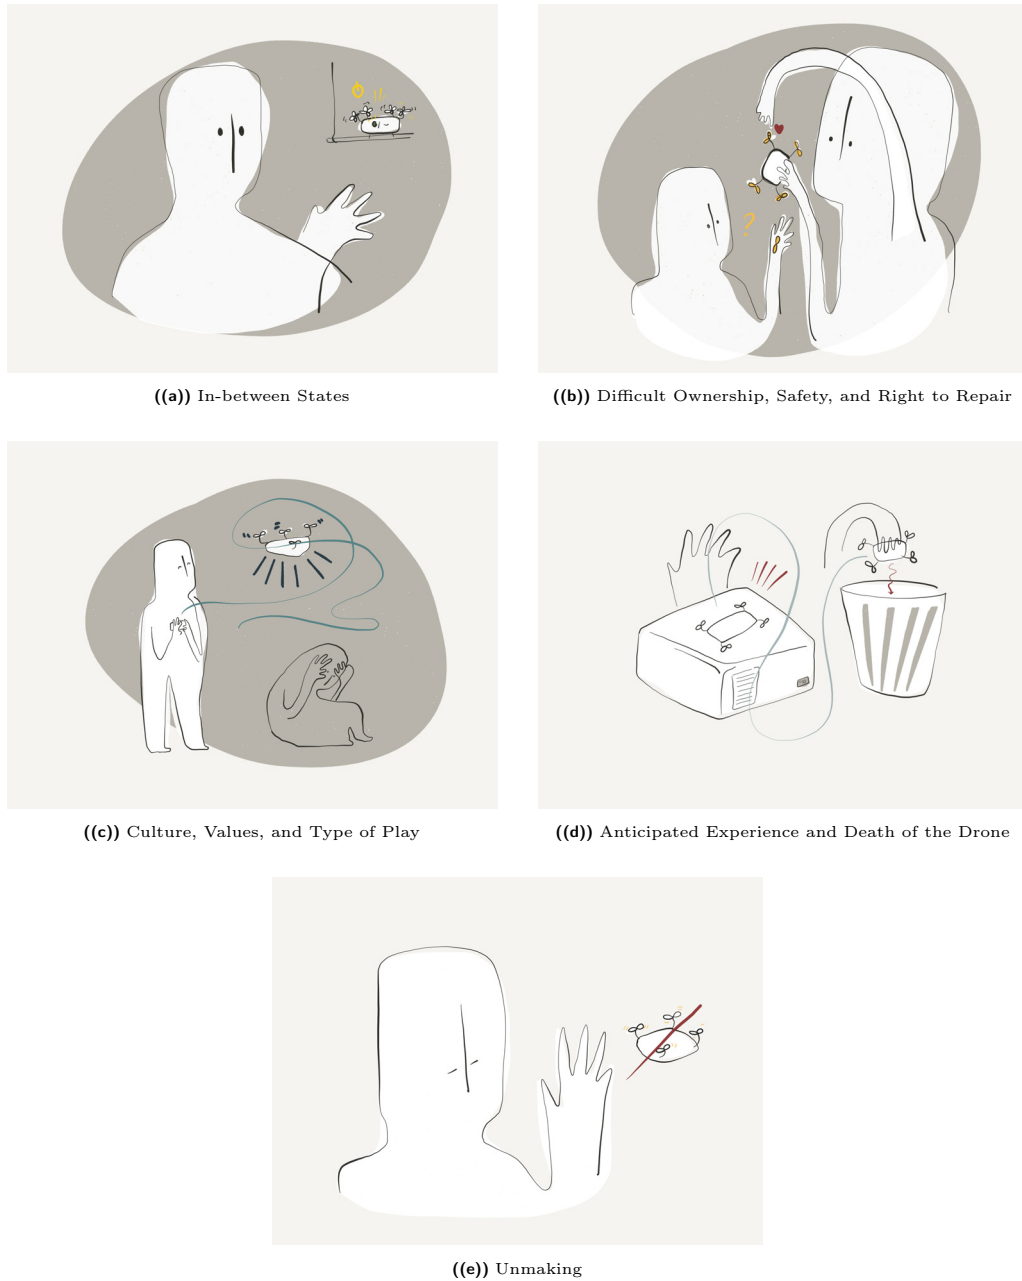 ((a)) In-between States
((b)) Difficult Ownership, Safety, and Right to Repair
?
((c)) Culture, Values, and Type of Play
((d)) Anticipated Experience and Death of the Drone
((e)) Unmaking